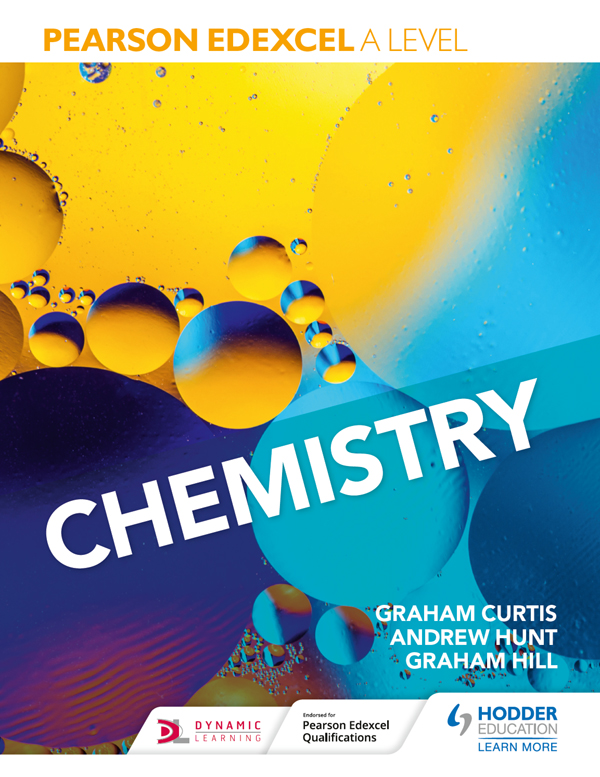 PEARSON EDEXCEL A LEVEL
CHEMISTRY
GRAHAM CURTIS
ANDREW HUNT
GRAHAM HILL
DL DYNAMIC
LEARNING
Endorsed for
Pearson Edexcel
Qualifications
HODDER
EDUCATION
LEARN MORE